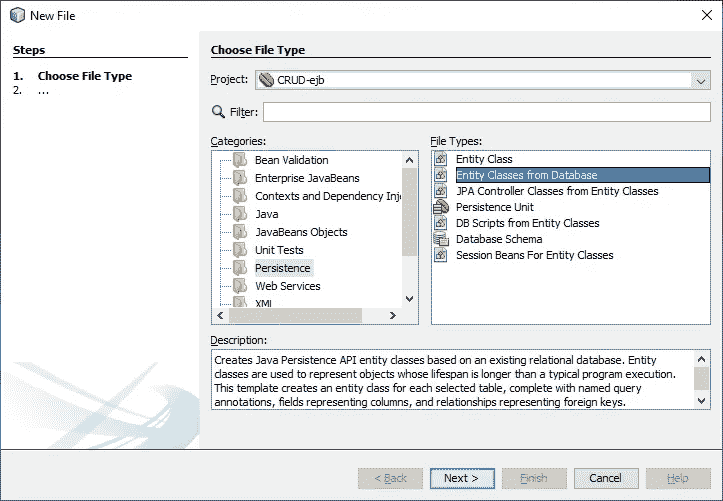 New File
Steps
1. Choose File Type
2. ...
Choose File Type
Project: CRUD-ejb
Filter:
Categories:
Bean Validation
Enterprise JavaBeans
Contexts and Dependency Inje
Java
JavaBeans Objects
Unit Tests
Persistence
Web Services
XML
File Types:
Entity Class
Entity Classes from Database
JPA Controller Classes from Entity Classes
Persistence Unit
DB Scripts from Entity Classes
Database Schema
Session Beans For Entity Classes
Description:
Creates Java Persistence API entity classes based on an existing relational database. Entity
classes are used to represent objects whose lifespan is longer than a typical program execution.
This template creates an entity class for each selected table, complete with named query
annotations, fields representing columns, and relationships representing foreign keys.
< Back
Next >
Finish
Cancel
Help